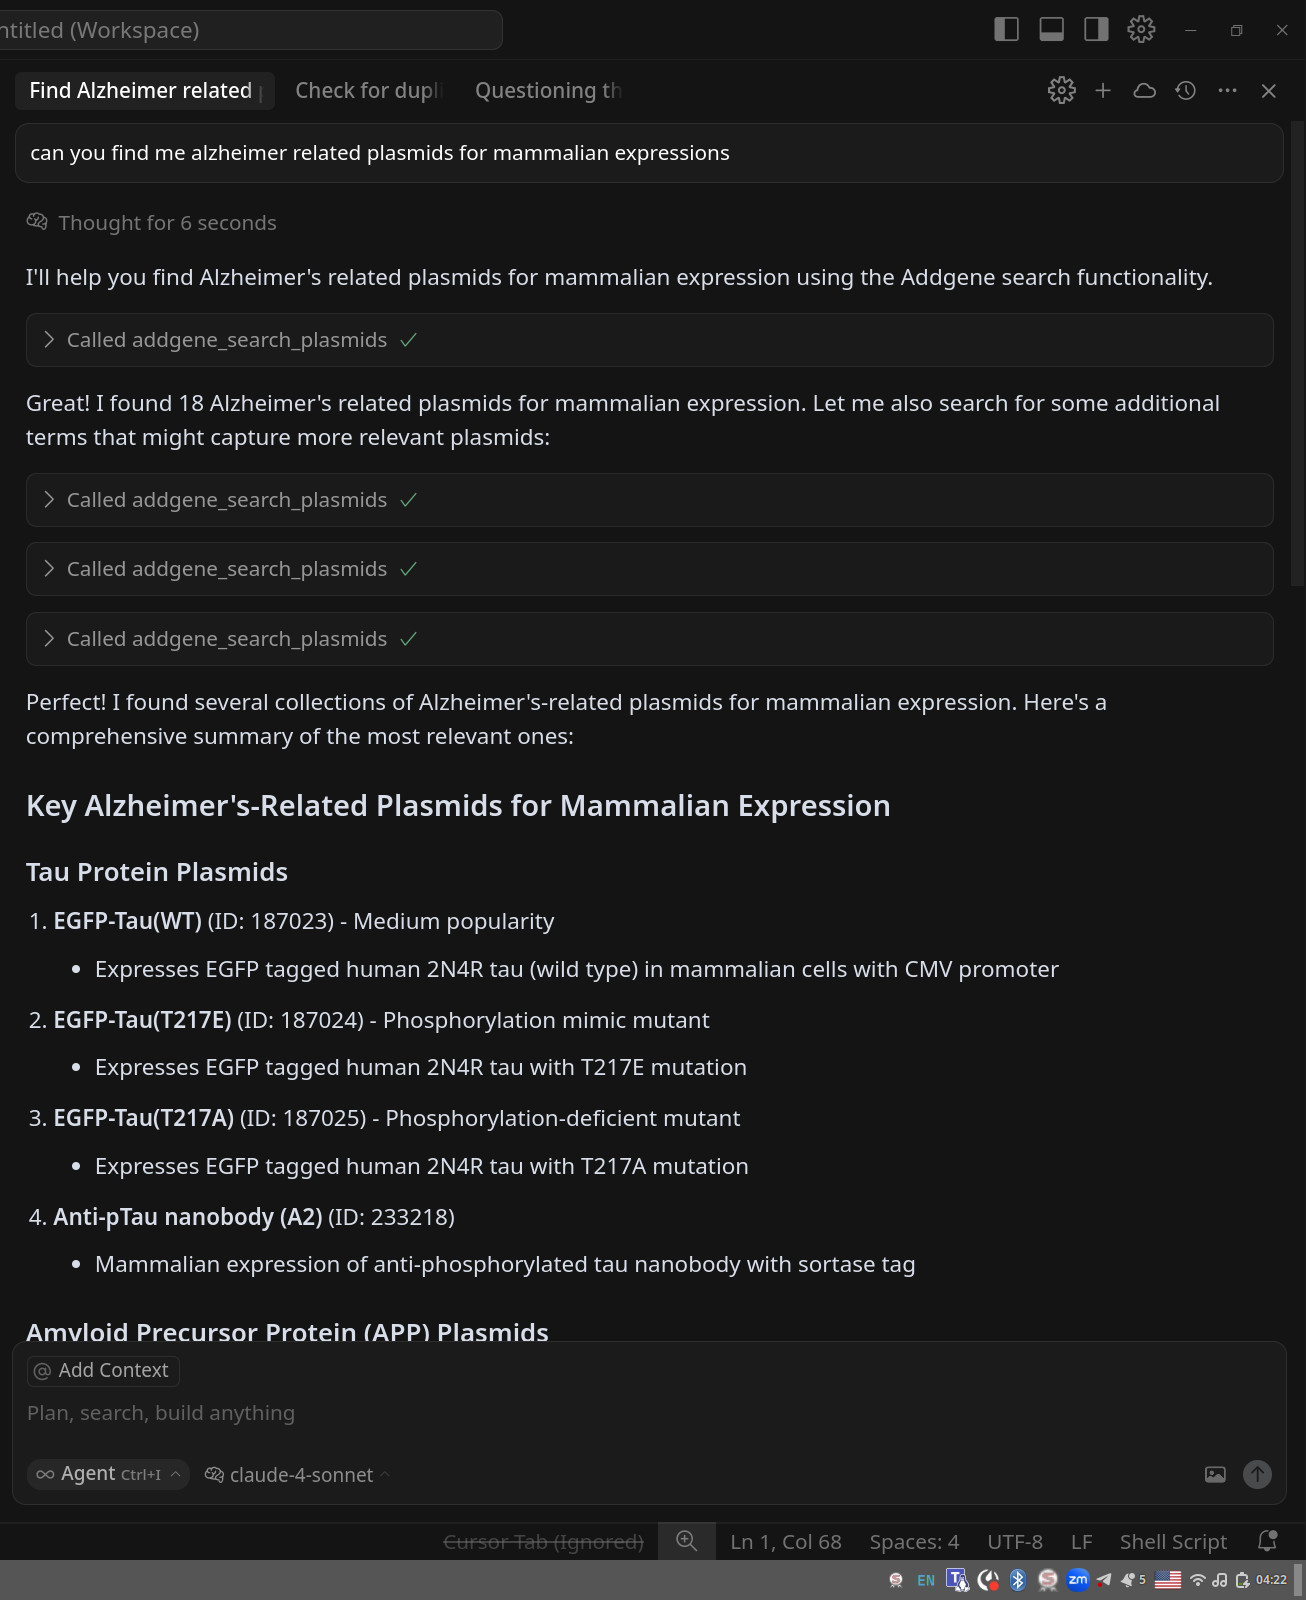 ntitled (Workspace)
Find Alzheimer related
Check for dupli
Questioning th
can you find me alzheimer related plasmids for mammalian expressions
Thought for 6 seconds
I'll help you find Alzheimer's related plasmids for mammalian expression using the Addgene search functionality.
Called addgene_search_plasmids
Great! I found 18 Alzheimer's related plasmids for mammalian expression. Let me also search for some additional
terms that might capture more relevant plasmids:
Called addgene_search_plasmids
Called addgene_search_plasmids
Called addgene_search_plasmids
Perfect! I found several collections of Alzheimer's-related plasmids for mammalian expression. Here's a
comprehensive summary of the most relevant ones:
Key Alzheimer's-Related Plasmids for Mammalian Expression
Tau Protein Plasmids
1. EGFP-Tau(WT) (ID: 187023) - Medium popularity
• Expresses EGFP tagged human 2N4R tau (wild type) in mammalian cells with CMV promoter
2. EGFP-Tau(T217E) (ID: 187024) - Phosphorylation mimic mutant
• Expresses EGFP tagged human 2N4R tau with T217E mutation
3. EGFP-Tau(T217A) (ID: 187025) - Phosphorylation-deficient mutant
• Expresses EGFP tagged human 2N4R tau with T217A mutation
4. Anti-pTau nanobody (A2) (ID: 233218)
• Mammalian expression of anti-phosphorylated tau nanobody with sortase tag
Amyloid Precursor Protein (APP) Plasmids
@ Add Context
Plan, search, build anything
Agent Ctrl+I
claude-4-sonnet
Cursor Tab (Ignored)
Ln 1, Col 68
Spaces: 4
UTF-8
LF
Shell Script
EN
T
zm
5
04:22